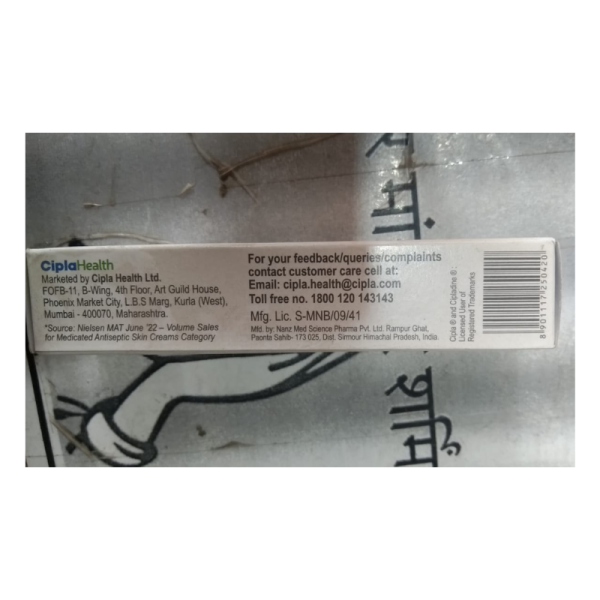 CiplaHealth
Marketed by Cipla Health Ltd.
FOFB-11, B-Wing, 4th Floor, Art Guild House,
Phoenix Market City, L.B.S Marg, Kurla (West),
Mumbai - 400070, Maharashtra.
*Source: Nielsen MAT June '22 – Volume Sales
for Medicated Antiseptic Skin Creams Category
For your feedback/queries/complaints
contact customer care cell at:
Email: cipla.health@cipla.com
Toll free no. 1800 120 143143
Mfg. Lic. S-MNB/09/41
Mfd. by: Nanz Med Science Pharma Pvt. Ltd. Rampur Ghat,
Paonta Sahib- 173 025, Dist. Sirmour Himachal Pradesh, India
Cipla ® and Cipladine ® :
Licensed User of
Registered Trademarks
8901117250420